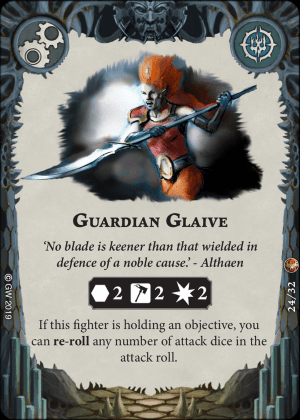 GUARDIAN GLAIVE
‘No blade is keener than that wielded in
defence of a noble cause.’ - Althaen
2 2 2
If this fighter is holding an objective, you
can re-roll any number of attack dice in the
attack roll.
© GW 2019
24/32